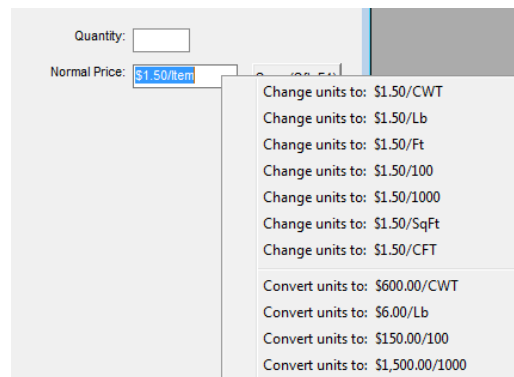 Quantity:
Normal Price: $1.50/Item
Change units to: $1.50/CWT
Change units to: $1.50/Lb
Change units to: $1.50/Ft
Change units to: $1.50/100
Change units to: $1.50/1000
Change units to: $1.50/SqFt
Change units to: $1.50/CFT
Convert units to: $600.00/CWT
Convert units to: $6.00/Lb
Convert units to: $150.00/100
Convert units to: $1,500.00/1000